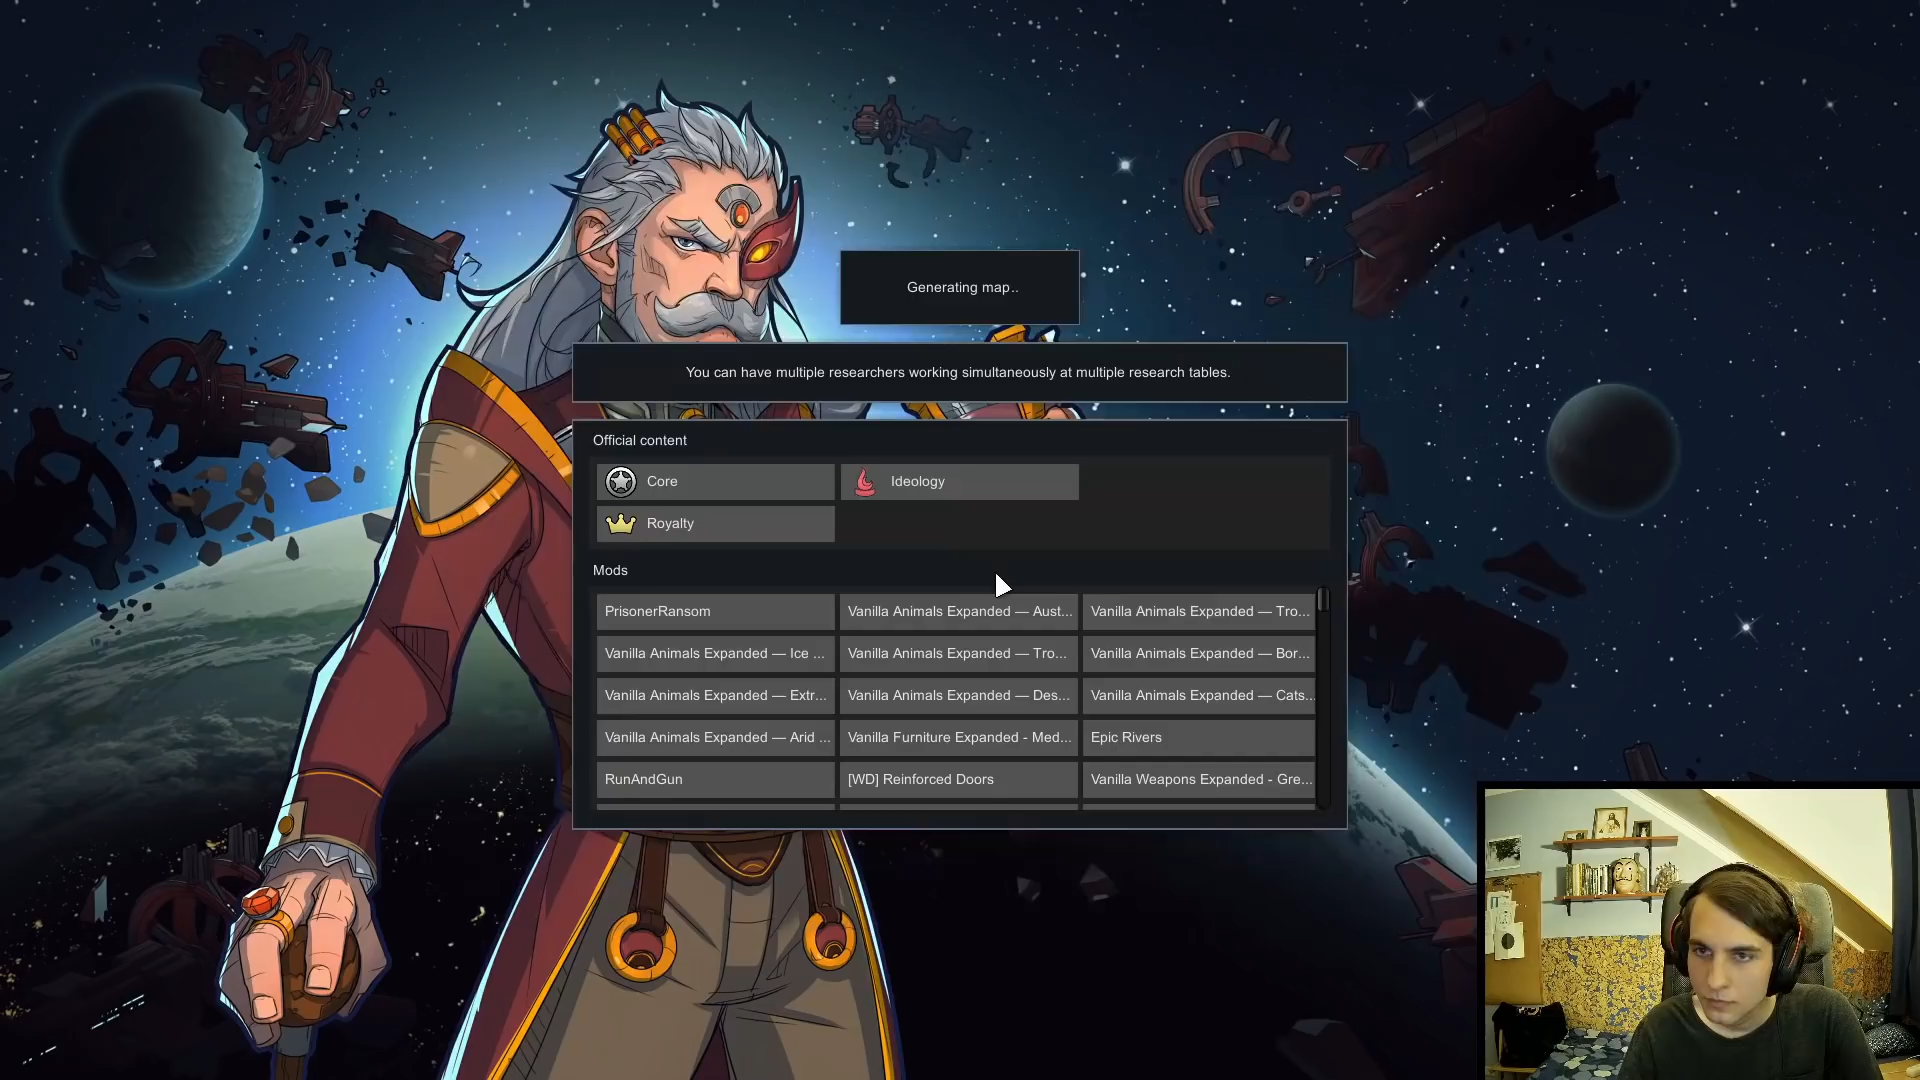 Generating map..
You can have multiple researchers working simultaneously at multiple research tables.
Official content
Core
Ideology
Royalty
Mods
PrisonerRansom
Vanilla Animals Expanded — Aust...
Vanilla Animals Expanded — Tro...
Vanilla Animals Expanded — Ice ...
Vanilla Animals Expanded — Tro...
Vanilla Animals Expanded — Bor...
Vanilla Animals Expanded — Extr...
Vanilla Animals Expanded — Des...
Vanilla Animals Expanded — Cats...
Vanilla Animals Expanded — Arid ...
Vanilla Furniture Expanded - Med...
Epic Rivers
RunAndGun
[WD] Reinforced Doors
Vanilla Weapons Expanded - Gre...